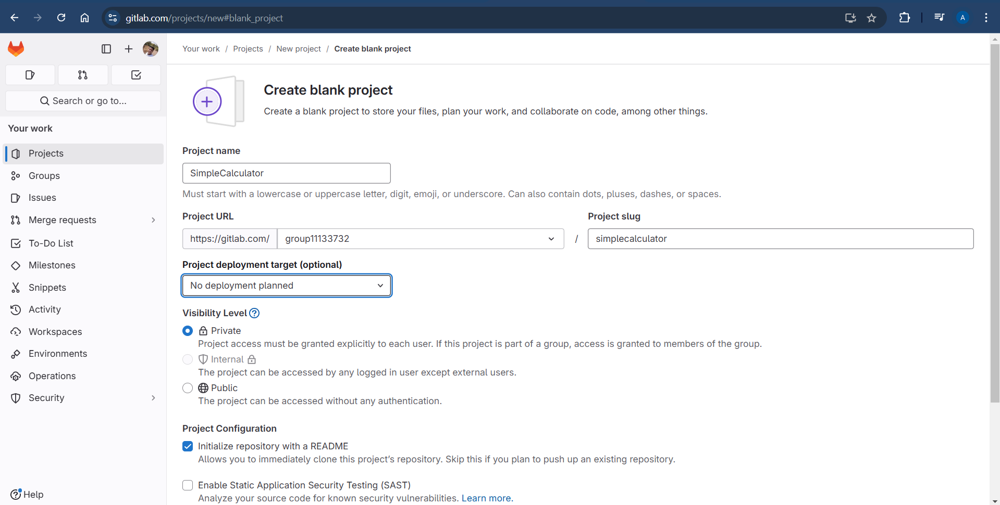 gitlab.com/projects/new#blank_project
A
Search or go to...
Your work
Projects
Groups
Issues
Merge requests
To-Do List
Milestones
Snippets
Activity
Workspaces
Environments
Operations
Security
Help
Your work / Projects / New project / Create blank project
Create blank project
Create a blank project to store your files, plan your work, and collaborate on code, among other things.
Project name
SimpleCalculator
Must start with a lowercase or uppercase letter, digit, emoji, or underscore. Can also contain dots, pluses, dashes, or spaces.
Project URL
Project slug
https://gitlab.com/ group11133732 / simplecalculator
Project deployment target (optional)
No deployment planned
Visibility Level
Private
Project access must be granted explicitly to each user. If this project is part of a group, access is granted to members of the group.
Internal
The project can be accessed by any logged in user except external users.
Public
The project can be accessed without any authentication.
Project Configuration
Initialize repository with a README
Allows you to immediately clone this project’s repository. Skip this if you plan to push up an existing repository.
Enable Static Application Security Testing (SAST)
Analyze your source code for known security vulnerabilities. Learn more.